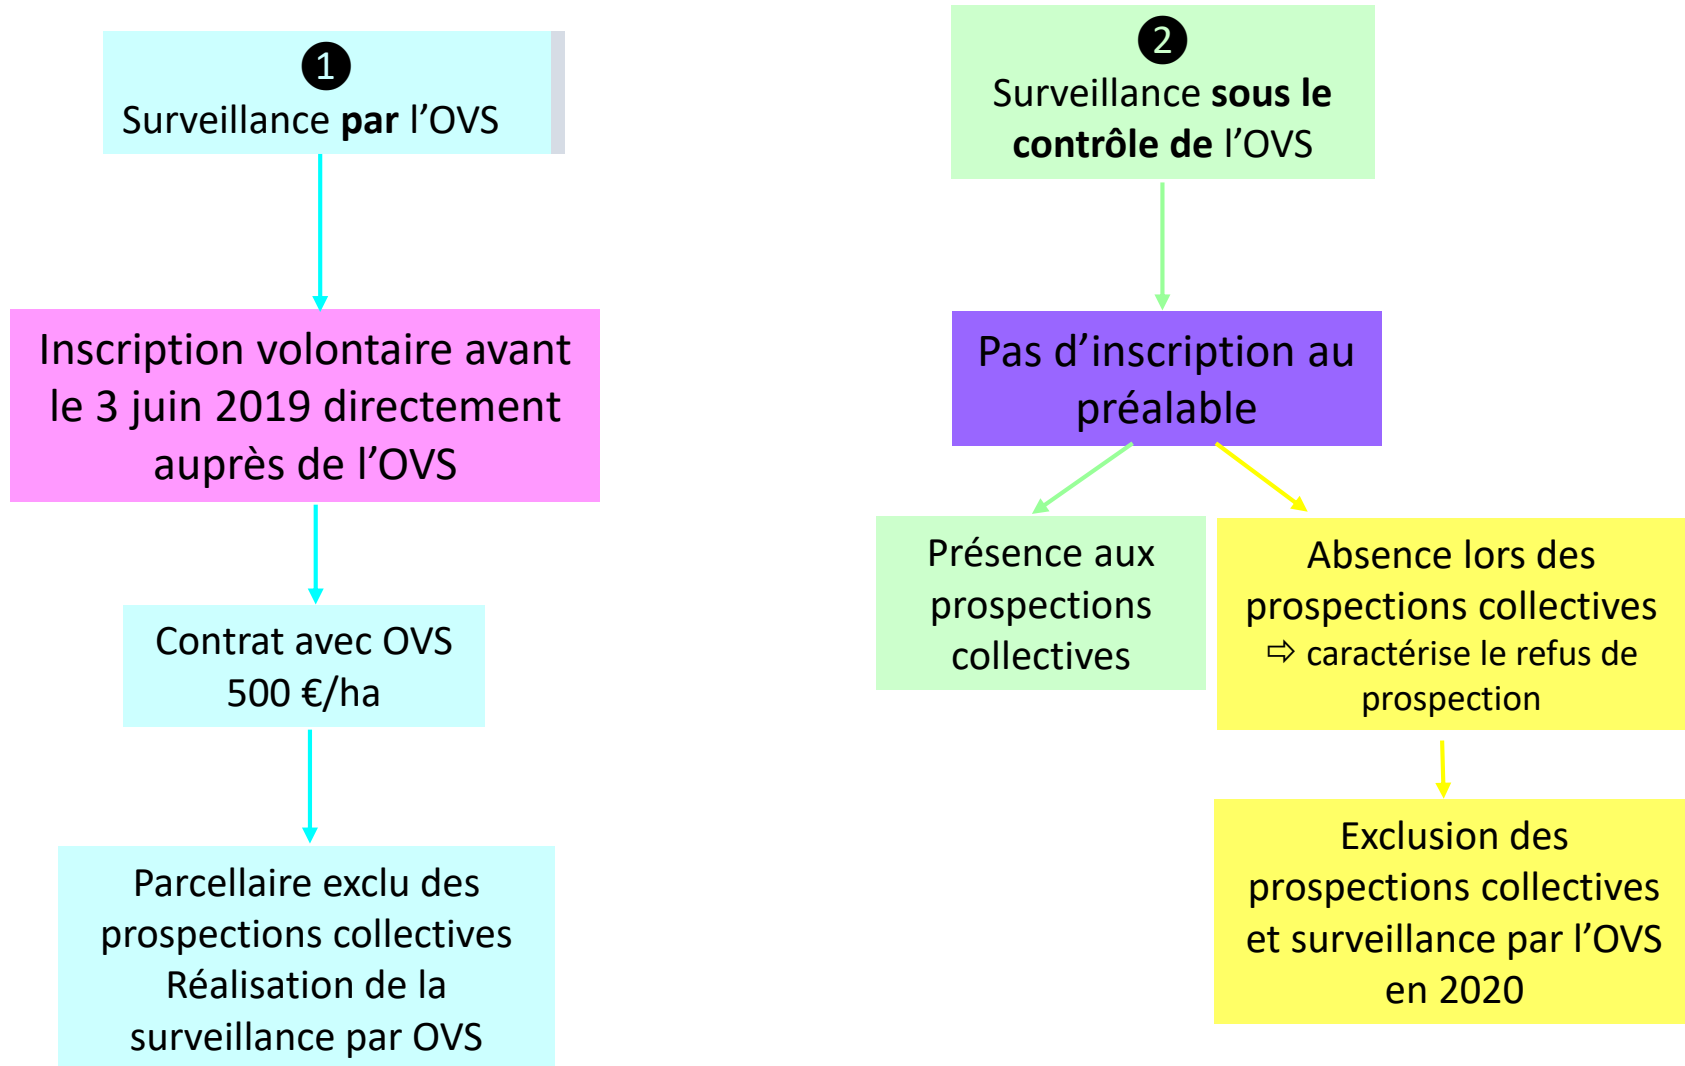 ❶
Surveillance par l’OVS
Inscription volontaire avant
le 3 juin 2019 directement
auprès de l’OVS
Contrat avec OVS
500 €/ha
Parcellaire exclu des
prospections collectives
Réalisation de la
surveillance par OVS
❷
Surveillance sous le
contrôle de l’OVS
Pas d’inscription au
préalable
Présence aux
prospections
collectives
Absence lors des
prospections collectives
⇨ caractérise le refus de
prospection
Exclusion des
prospections collectives
et surveillance par l’OVS
en 2020